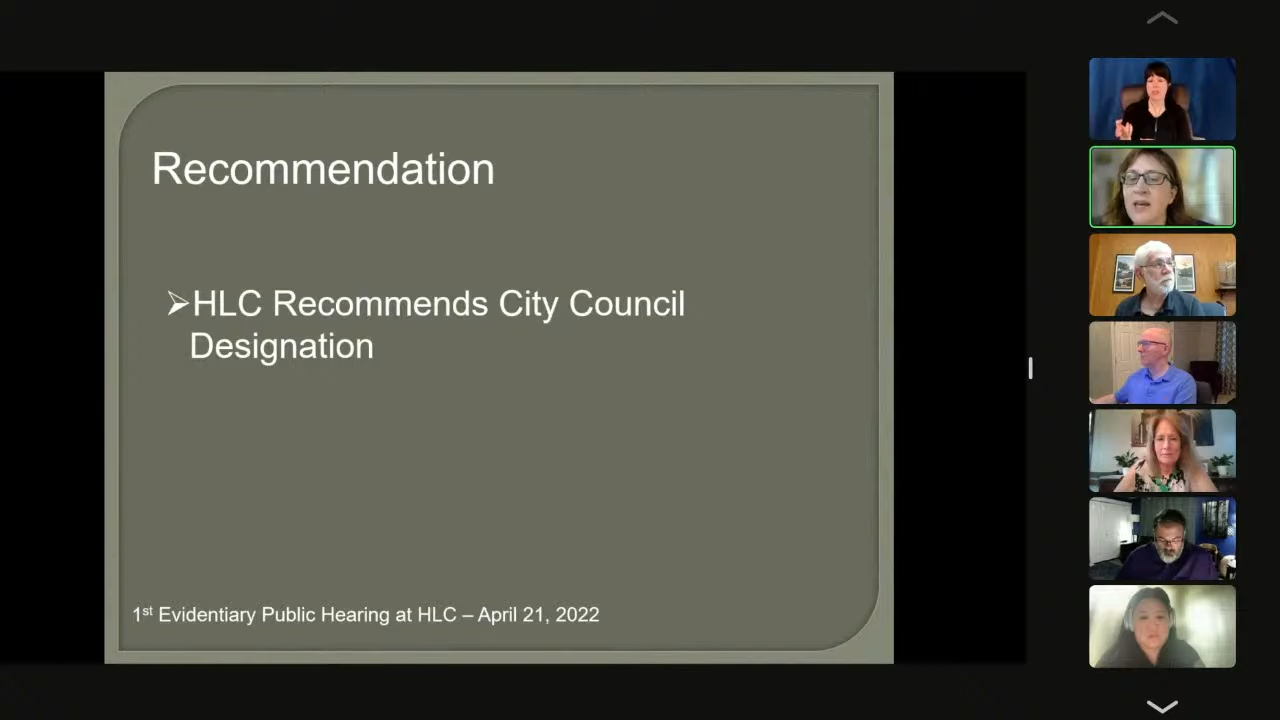 Recommendation
➢HLC Recommends City Council
Designation
1st Evidentiary Public Hearing at HLC – April 21, 2022